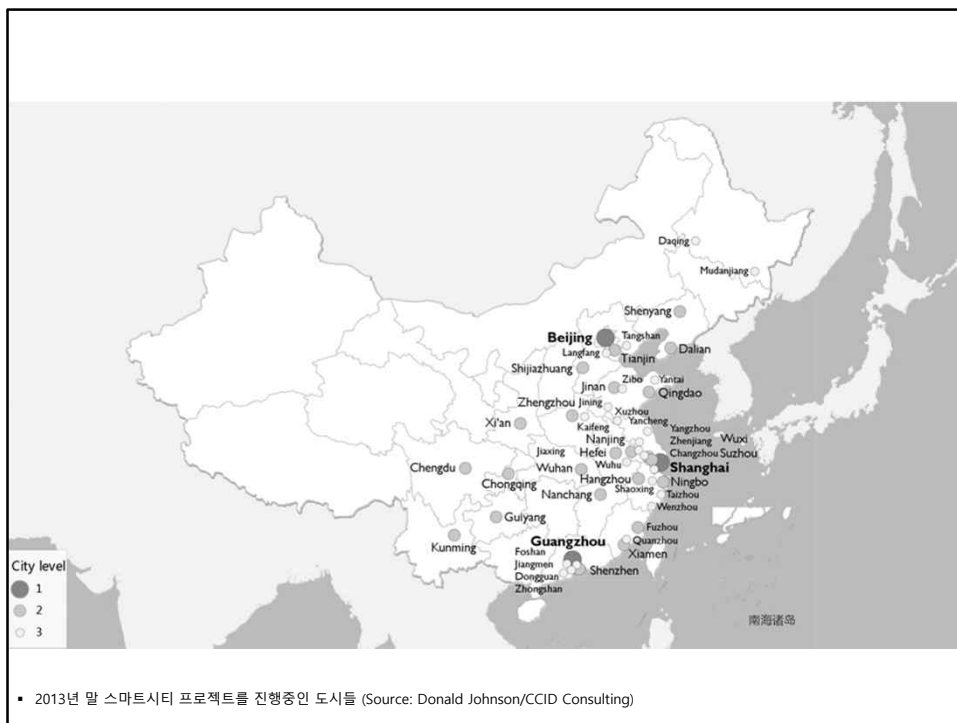 Daqing
Mudanjiang
Shenyang
Beijing
Tangshan
Langfang
Tianjin
Dalian
Shijiazhuang
Jinan
Zibo
Yantai
Qingdao
Zhengzhou
Jining
Xuzhou
Xi'an
Kaifeng
Yancheng
Yangzhou
Nanjing
Zhenjiang
Wuxi
Jiaxing
Hefei
Changzhou
Suzhou
Chengdu
Wuhan
Wuhu
Shanghai
Chongqing
Hangzhou
Ningbo
Nanchang
Shaoxing
Taizhou
Wenzhou
Guiyang
Fuzhou
Kunming
Guangzhou
Quanzhou
Foshan
Xiamen
Jiangmen
Shenzhen
Dongguan
Zhongshan
City level
1
2
3
南海诸岛
▪ 2013년 말 스마트시티 프로젝트를 진행중인 도시들 (Source: Donald Johnson/CCID Consulting)